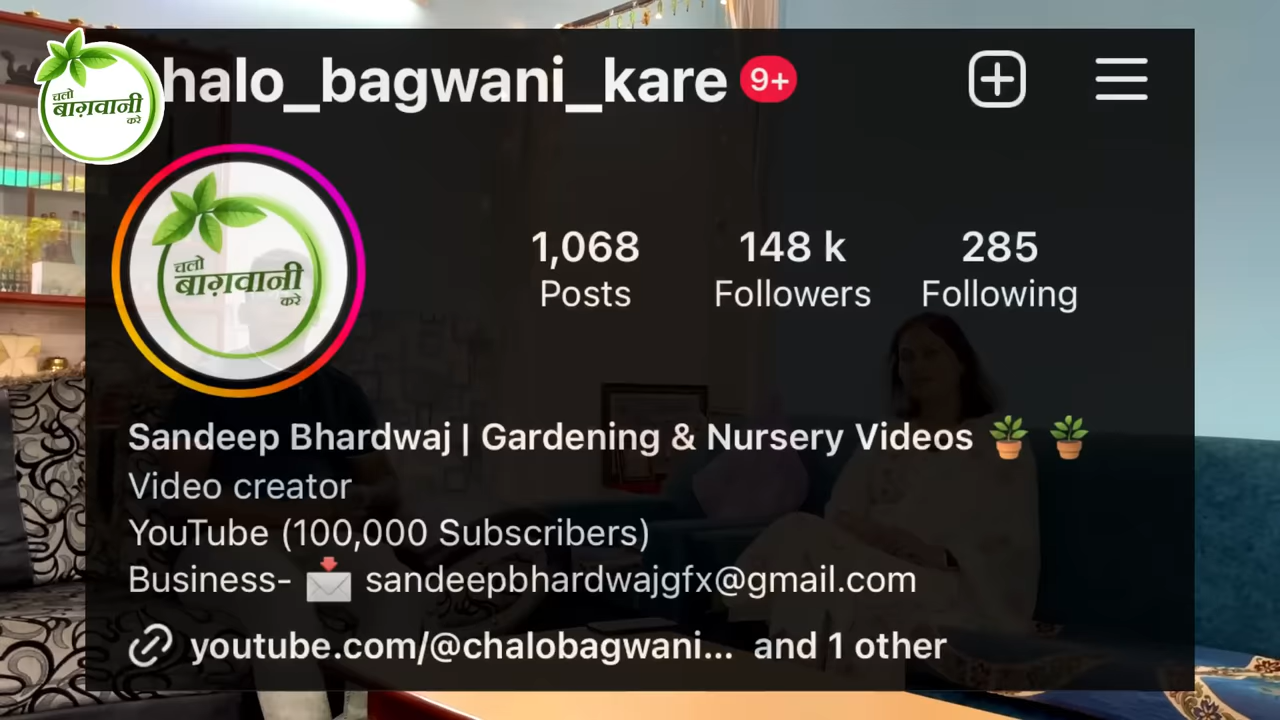 चलो
बाग़वानी
करे
halo_bagwani_kare 9+
चलो
बाग़वानी
करे
1,068 148 k 285
Posts Followers Following
Sandeep Bhardwaj | Gardening & Nursery Videos 🪴 🪴
Video creator
YouTube (100,000 Subscribers)
Business- 📩 sandeepbhardwajgfx@gmail.com
youtube.com/@chalobagwani... and 1 other